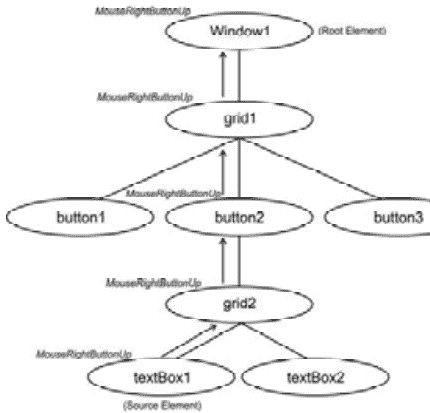 MouseRightButtonUp
Window1
(Root Element)
MouseRightButtonUp
grid1
MouseRightButtonUp
button1
button2
button3
MouseRightButtonUp
grid2
MouseRightButtonUp
textBox1
textBox2
(Source Element)